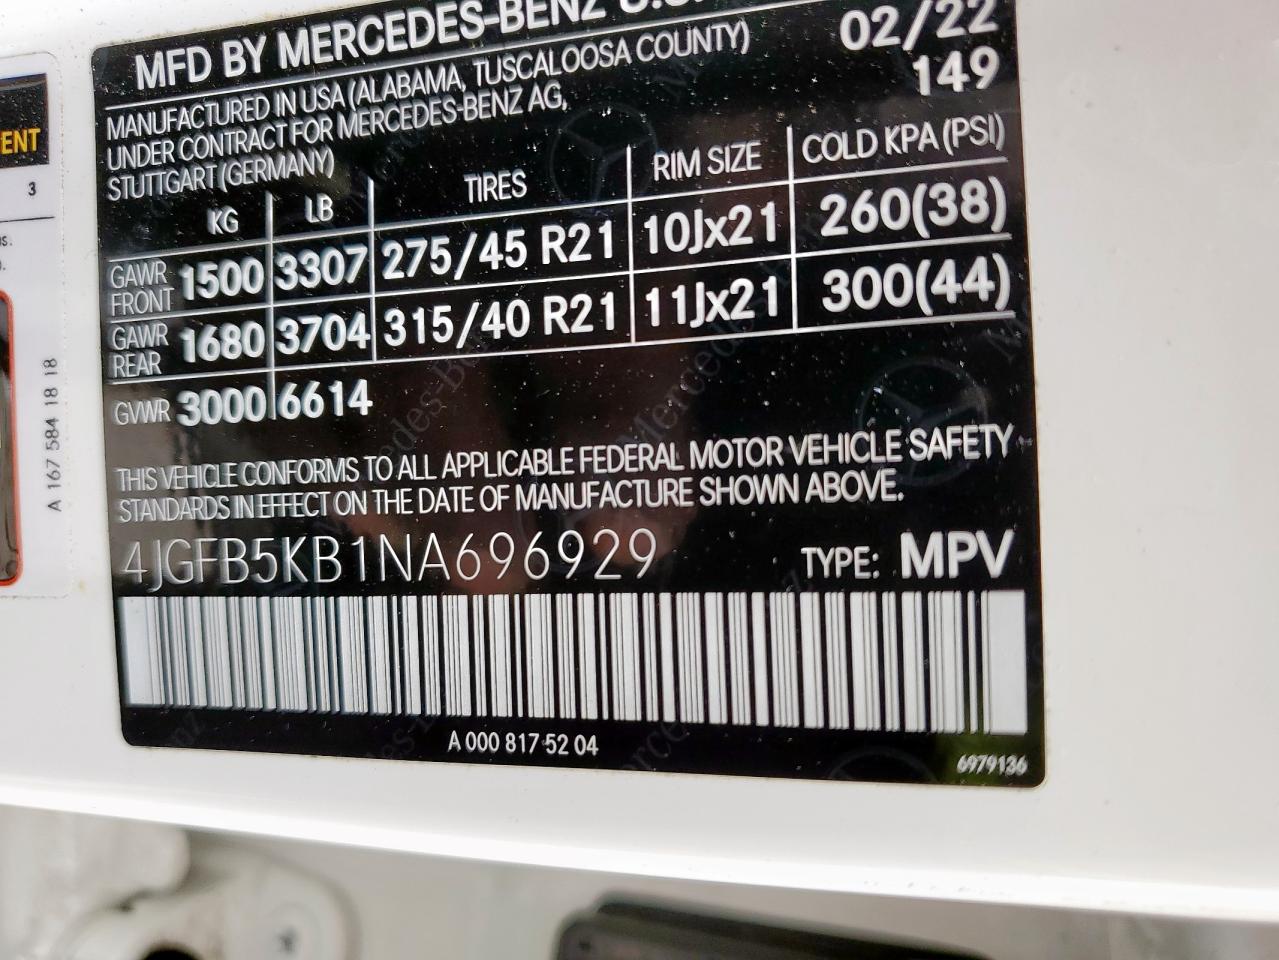 MFD BY MERCEDES-BENZ U.S.
02/22
MANUFACTURED IN USA (ALABAMA, TUSCALOOSA COUNTY)
149
UNDER CONTRACT FOR MERCEDES-BENZ AG,
STUTTGART (GERMANY)
KG LB TIRES RIM SIZE COLD KPA (PSI)
GAWR FRONT 1500 3307 275/45 R21 10Jx21 260(38)
GAWR REAR 1680 3704 315/40 R21 11Jx21 300(44)
GVWR 3000 6614
THIS VEHICLE CONFORMS TO ALL APPLICABLE FEDERAL MOTOR VEHICLE SAFETY
STANDARDS IN EFFECT ON THE DATE OF MANUFACTURE SHOWN ABOVE.
4JGFB5KB1NA696929 TYPE: MPV
A 000 817 52 04
6979136
ENT
3
A 167 584 18 18